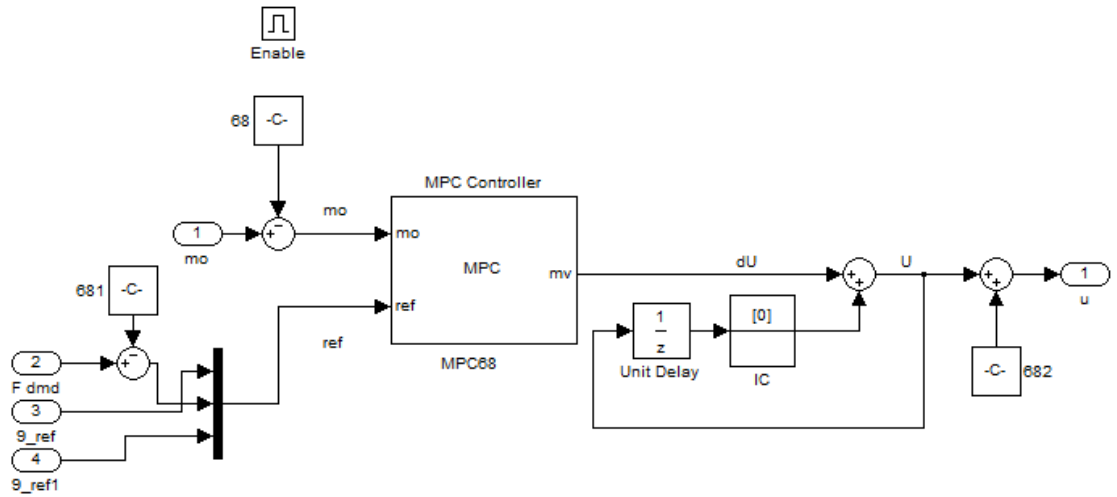 Enable
68
-C-
MPC Controller
mo
1
mo
mo
MPC
mv
dU
U
1
u
681
-C-
ref
ref
[0]
1
z
Unit Delay
IC
MPC68
-C-
682
2
F dmd
3
9_ref
4
9_ref1